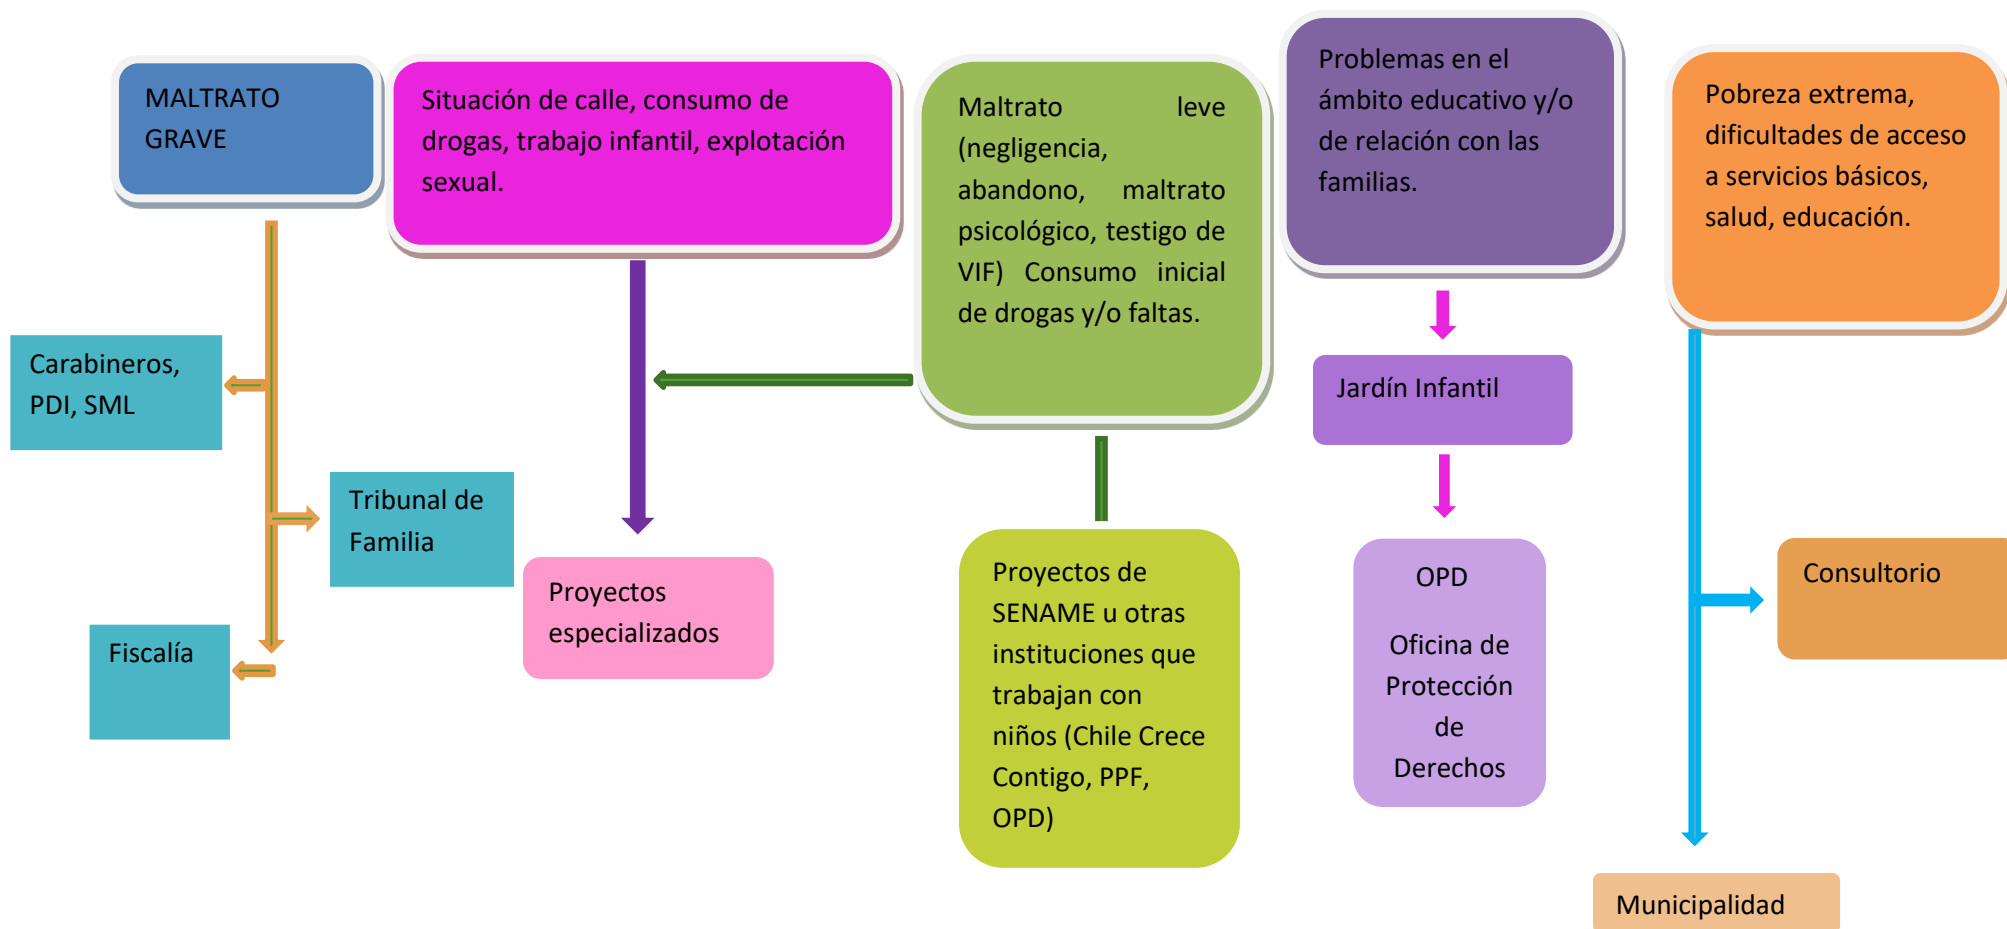 MALTRATO
GRAVE
Situación de calle, consumo de
drogas, trabajo infantil, explotación
sexual.
Maltrato leve
(negligencia,
abandono, maltrato
psicológico, testigo de
VIF) Consumo inicial
de drogas y/o faltas.
Problemas en el
ámbito educativo y/o
de relación con las
familias.
Pobreza extrema,
dificultades de acceso
a servicios básicos,
salud, educación.
Carabineros,
PDI, SML
Tribunal de
Familia
Fiscalía
Proyectos
especializados
Proyectos de
SENAME u otras
instituciones que
trabajan con
niños (Chile Crece
Contigo, PPF,
OPD)
Jardín Infantil
OPD
Oficina de
Protección
de
Derechos
Consultorio
Municipalidad